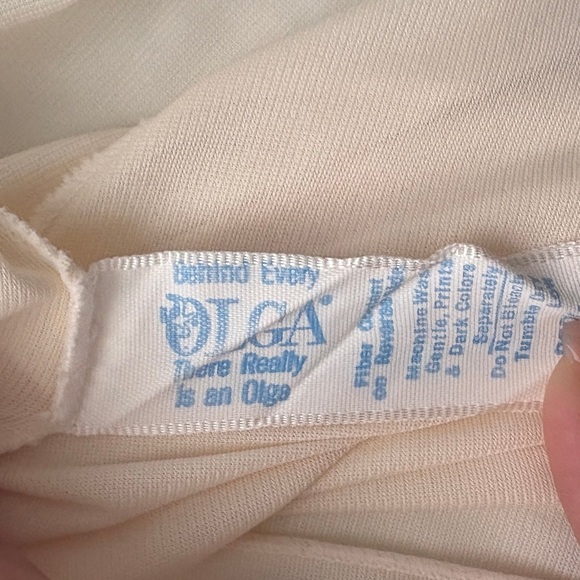 Behind Every
OLGA®
There Really
is an Olga
Fiber Content
on Reverse Side
Machine Wash
Gentle, Prints
& Dark Colors
Separately
Do Not Bleach
Tumble